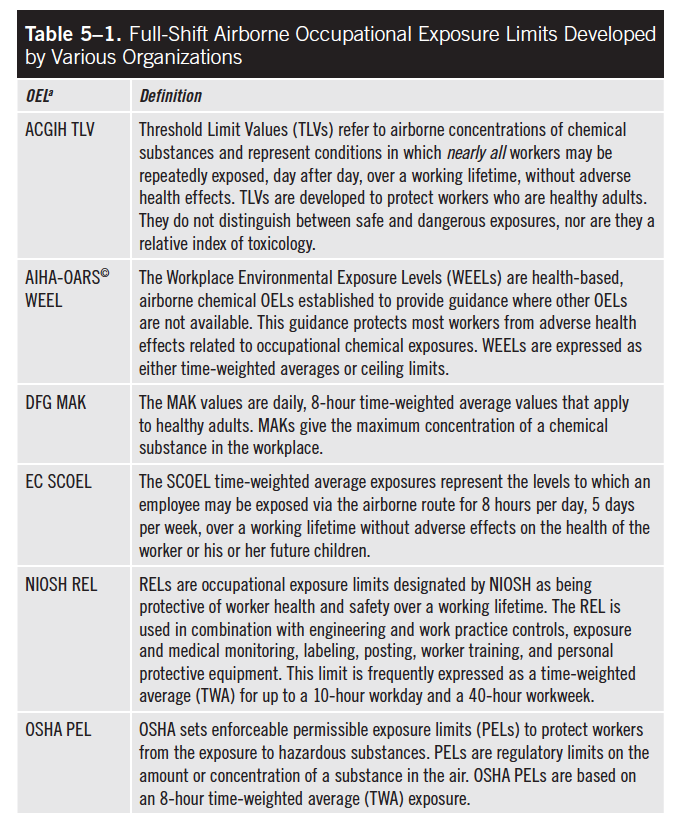 Table 5–1. Full-Shift Airborne Occupational Exposure Limits Developed
by Various Organizations
OELª
Definition
ACGIH TLV
Threshold Limit Values (TLVs) refer to airborne concentrations of chemical
substances and represent conditions in which nearly all workers may be
repeatedly exposed, day after day, over a working lifetime, without adverse
health effects. TLVs are developed to protect workers who are healthy adults.
They do not distinguish between safe and dangerous exposures, nor are they a
relative index of toxicology.
AIHA-OARS©
WEEL
The Workplace Environmental Exposure Levels (WEELs) are health-based,
airborne chemical OELs established to provide guidance where other OELs
are not available. This guidance protects most workers from adverse health
effects related to occupational chemical exposures. WEELs are expressed as
either time-weighted averages or ceiling limits.
DFG MAK
The MAK values are daily, 8-hour time-weighted average values that apply
to healthy adults. MAKs give the maximum concentration of a chemical
substance in the workplace.
EC SCOEL
The SCOEL time-weighted average exposures represent the levels to which an
employee may be exposed via the airborne route for 8 hours per day, 5 days
per week, over a working lifetime without adverse effects on the health of the
worker or his or her future children.
NIOSH REL
RELs are occupational exposure limits designated by NIOSH as being
protective of worker health and safety over a working lifetime. The REL is
used in combination with engineering and work practice controls, exposure
and medical monitoring, labeling, posting, worker training, and personal
protective equipment. This limit is frequently expressed as a time-weighted
average (TWA) for up to a 10-hour workday and a 40-hour workweek.
OSHA PEL
OSHA sets enforceable permissible exposure limits (PELs) to protect workers
from the exposure to hazardous substances. PELs are regulatory limits on the
amount or concentration of a substance in the air. OSHA PELs are based on
an 8-hour time-weighted average (TWA) exposure.